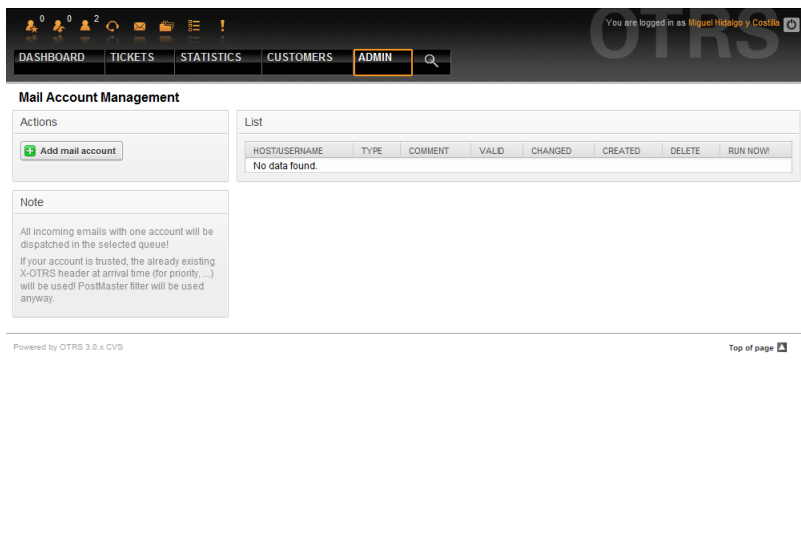 0 0 2
You are logged in as Miguel Hidalgo y Costilla
OTRS
DASHBOARD TICKETS STATISTICS CUSTOMERS ADMIN
Mail Account Management
Actions
Add mail account
List
HOST/USERNAME TYPE COMMENT VALID CHANGED CREATED DELETE RUN NOW!
No data found.
Note
All incoming emails with one account will be
dispatched in the selected queue!
If your account is trusted, the already existing
X-OTRS header at arrival time (for priority, ...)
will be used! PostMaster filter will be used
anyway.
Powered by OTRS 3.0.x CVS
Top of page